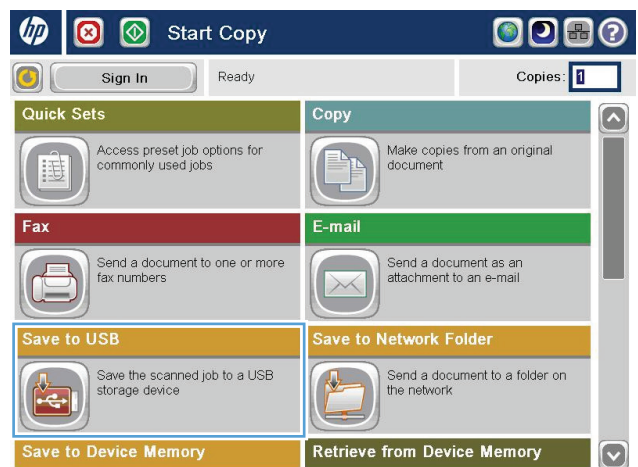 hp
Start Copy
?
Sign In
Ready
Copies: 1
Quick Sets
Access preset job options for
commonly used jobs
Copy
Make copies from an original
document
Fax
Send a document to one or more
fax numbers
E-mail
Send a document as an
attachment to an e-mail
Save to USB
Save the scanned job to a USB
storage device
Save to Network Folder
Send a document to a folder on
the network
Save to Device Memory
Retrieve from Device Memory